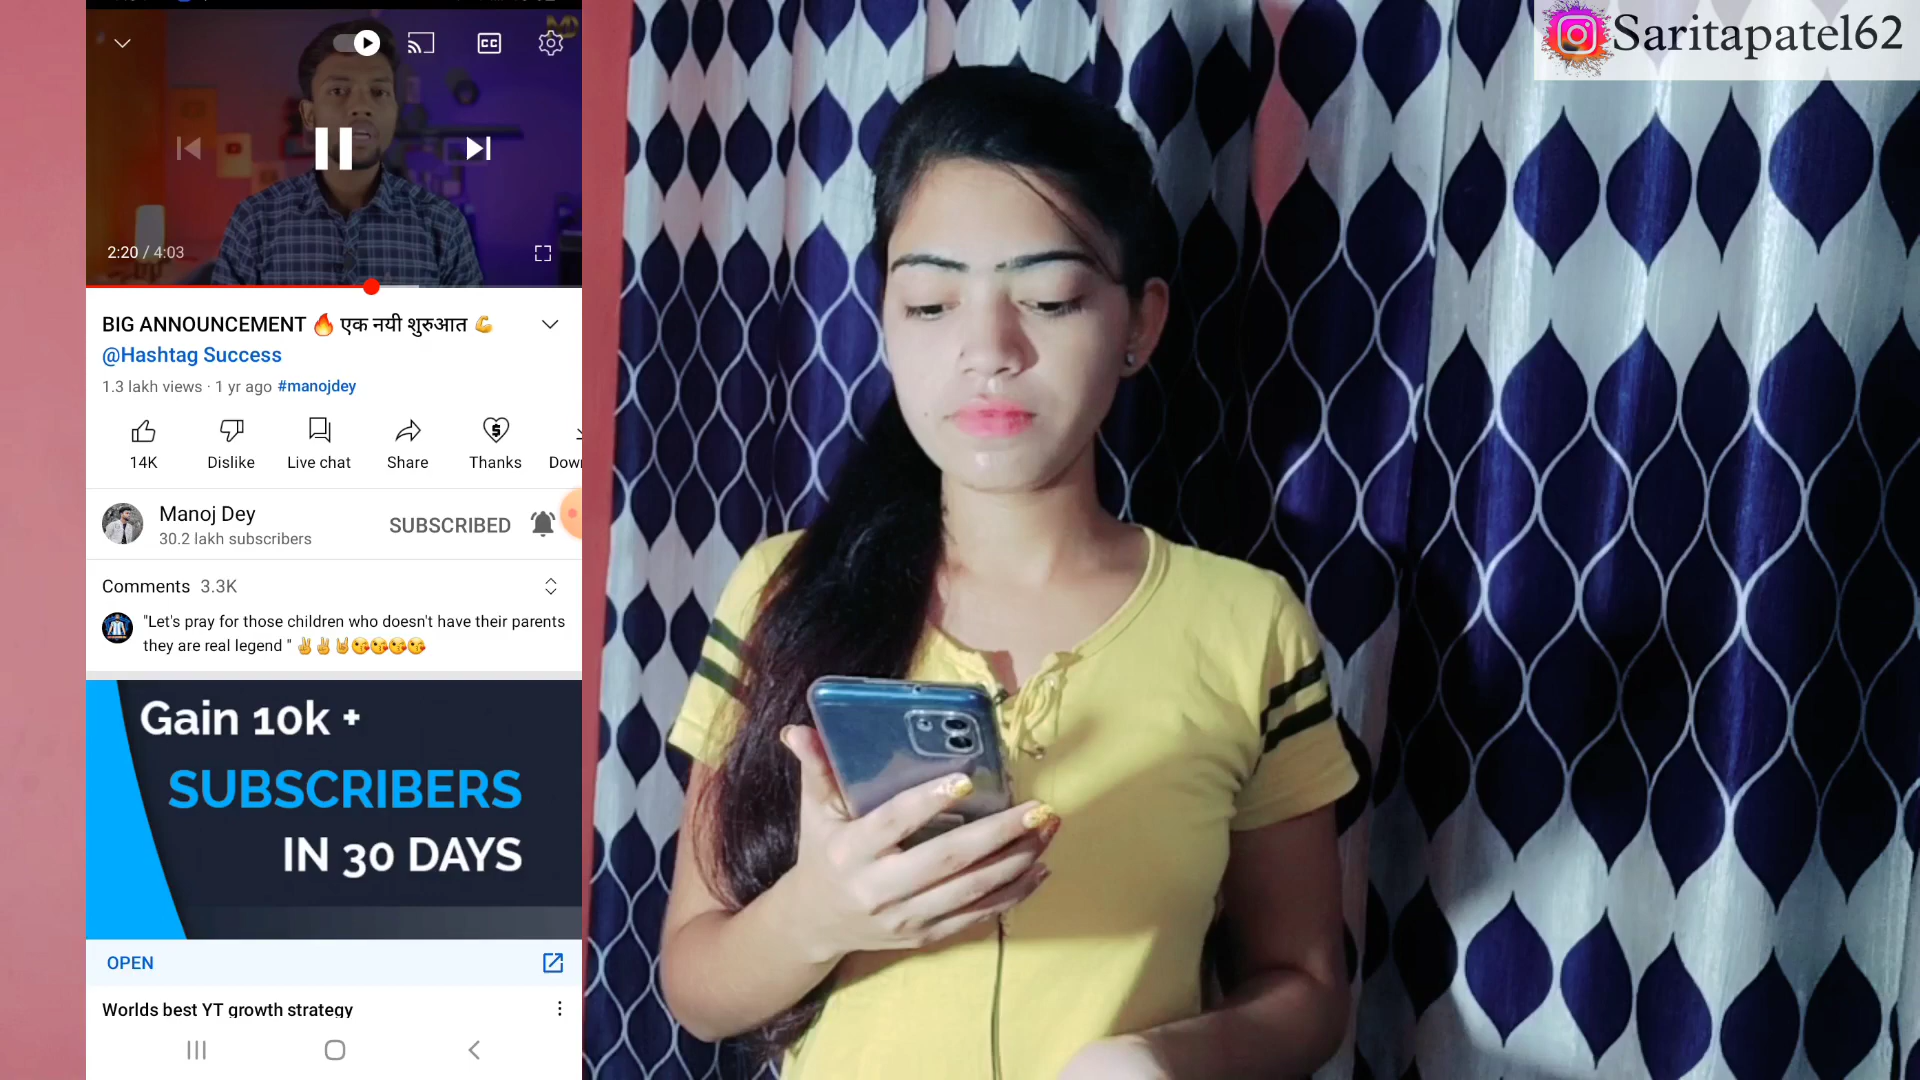 Saritapatel62
2:20 / 4:03
BIG ANNOUNCEMENT 🔥 एक नयी शुरुआत 💪
@Hashtag Success
1.3 lakh views · 1 yr ago #manojdey
14K Dislike Live chat Share Thanks
Manoj Dey
30.2 lakh subscribers
SUBSCRIBED
Comments 3.3K
"Let's pray for those children who doesn't have their parents
they are real legend " ✌✌🤘😘😘😘😘
Gain 10k +
SUBSCRIBERS
IN 30 DAYS
OPEN
Worlds best YT growth strategy